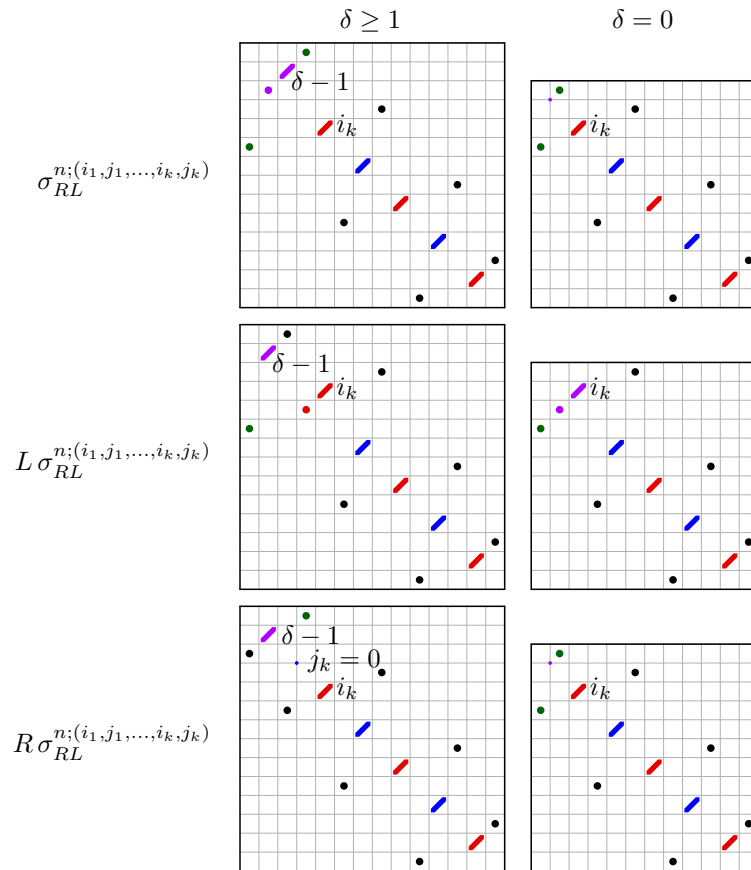 δ ≥ 1 δ = 0
δ − 1
i_k i_k
σ_{RL}^{n;(i_1,j_1,...,i_k,j_k)}
δ − 1
i_k i_k
L σ_{RL}^{n;(i_1,j_1,...,i_k,j_k)}
δ − 1
j_k = 0
i_k i_k
R σ_{RL}^{n;(i_1,j_1,...,i_k,j_k)}